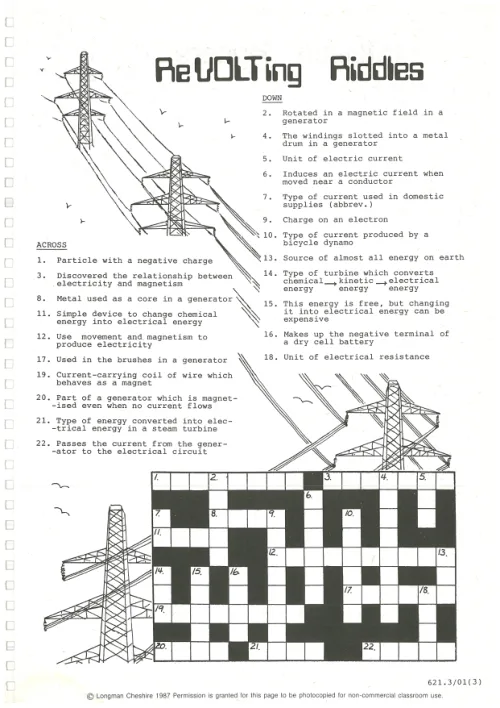 ReVOLTing Riddles
DOWN
2. Rotated in a magnetic field in a
generator
4. The windings slotted into a metal
drum in a generator
5. Unit of electric current
6. Induces an electric current when
moved near a conductor
7. Type of current used in domestic
supplies (abbrev.)
9. Charge on an electron
10. Type of current produced by a
bicycle dynamo
13. Source of almost all energy on earth
14. Type of turbine which converts
chemical → kinetic → electrical
energy energy energy
15. This energy is free, but changing
it into electrical energy can be
expensive
16. Makes up the negative terminal of
a dry cell battery
18. Unit of electrical resistance
ACROSS
1. Particle with a negative charge
3. Discovered the relationship between
electricity and magnetism
8. Metal used as a core in a generator
11. Simple device to change chemical
energy into electrical energy
12. Use movement and magnetism to
produce electricity
17. Used in the brushes in a generator
19. Current-carrying coil of wire which
behaves as a magnet
20. Part of a generator which is magnet-
-ised even when no current flows
21. Type of energy converted into elec-
-trical energy in a steam turbine
22. Passes the current from the gener-
-ator to the electrical circuit
1. 2. 3. 4. 5.
6.
7. 8. 9. 10.
11.
12. 13.
14. 15. 16.
17. 18.
19.
20. 21. 22.
621.3/01(3)
© Longman Cheshire 1987 Permission is granted for this page to be photocopied for non-commercial classroom use.